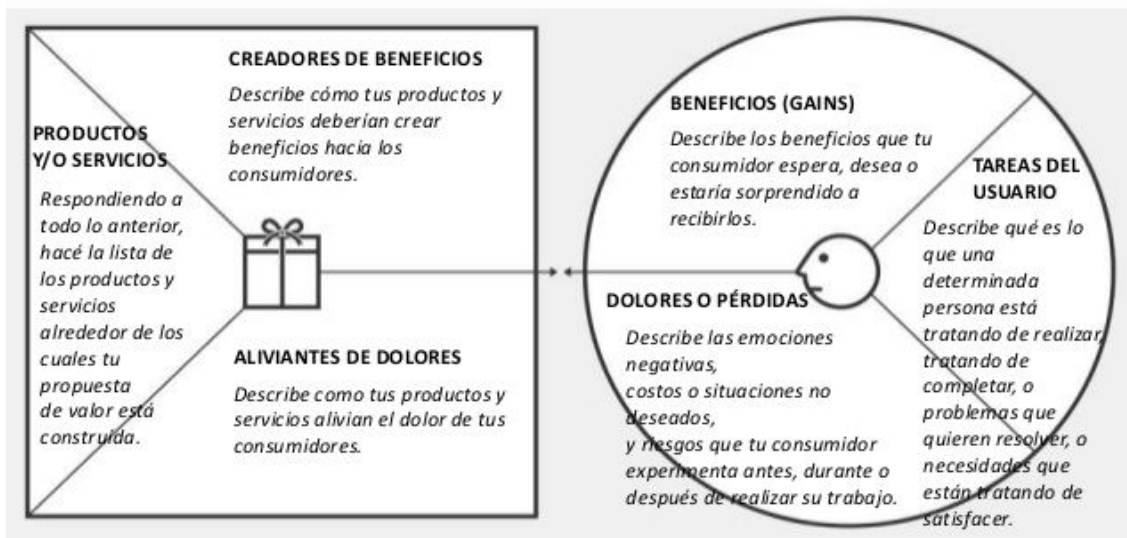 CREADORES DE BENEFICIOS
Describe cómo tus productos y
servicios deberian crear
beneficios hacia los
consumidores.
PRODUCTOS
Y/O SERVICIOS
Respondiendo a
todo lo anterior,
hacé la lista de
los productos y
servicios
alrededor de los
cuales tu
propuesta
de valor está
construida.
ALIVIANTES DE DOLORES
Describe como tus productos y
servicios alivian el dolor de tus
consumidores.
BENEFICIOS (GAINS)
Describe los beneficios que tu
consumidor espera, desea o
estaría sorprendido a
recibirlos.
TAREAS DEL
USUARIO
Describe qué es lo
que una
determinada
persona está
tratando de realizar,
tratando de
completar, o
problemas que
quieren resolver, o
necesidades que
están tratando de
satisfacer.
DOLORES O PÉRDIDAS
Describe las emociones
negativas,
costos o situaciones no
deseados,
y riesgos que tu consumidor
experimenta antes, durante o
después de realizar su trabajo.